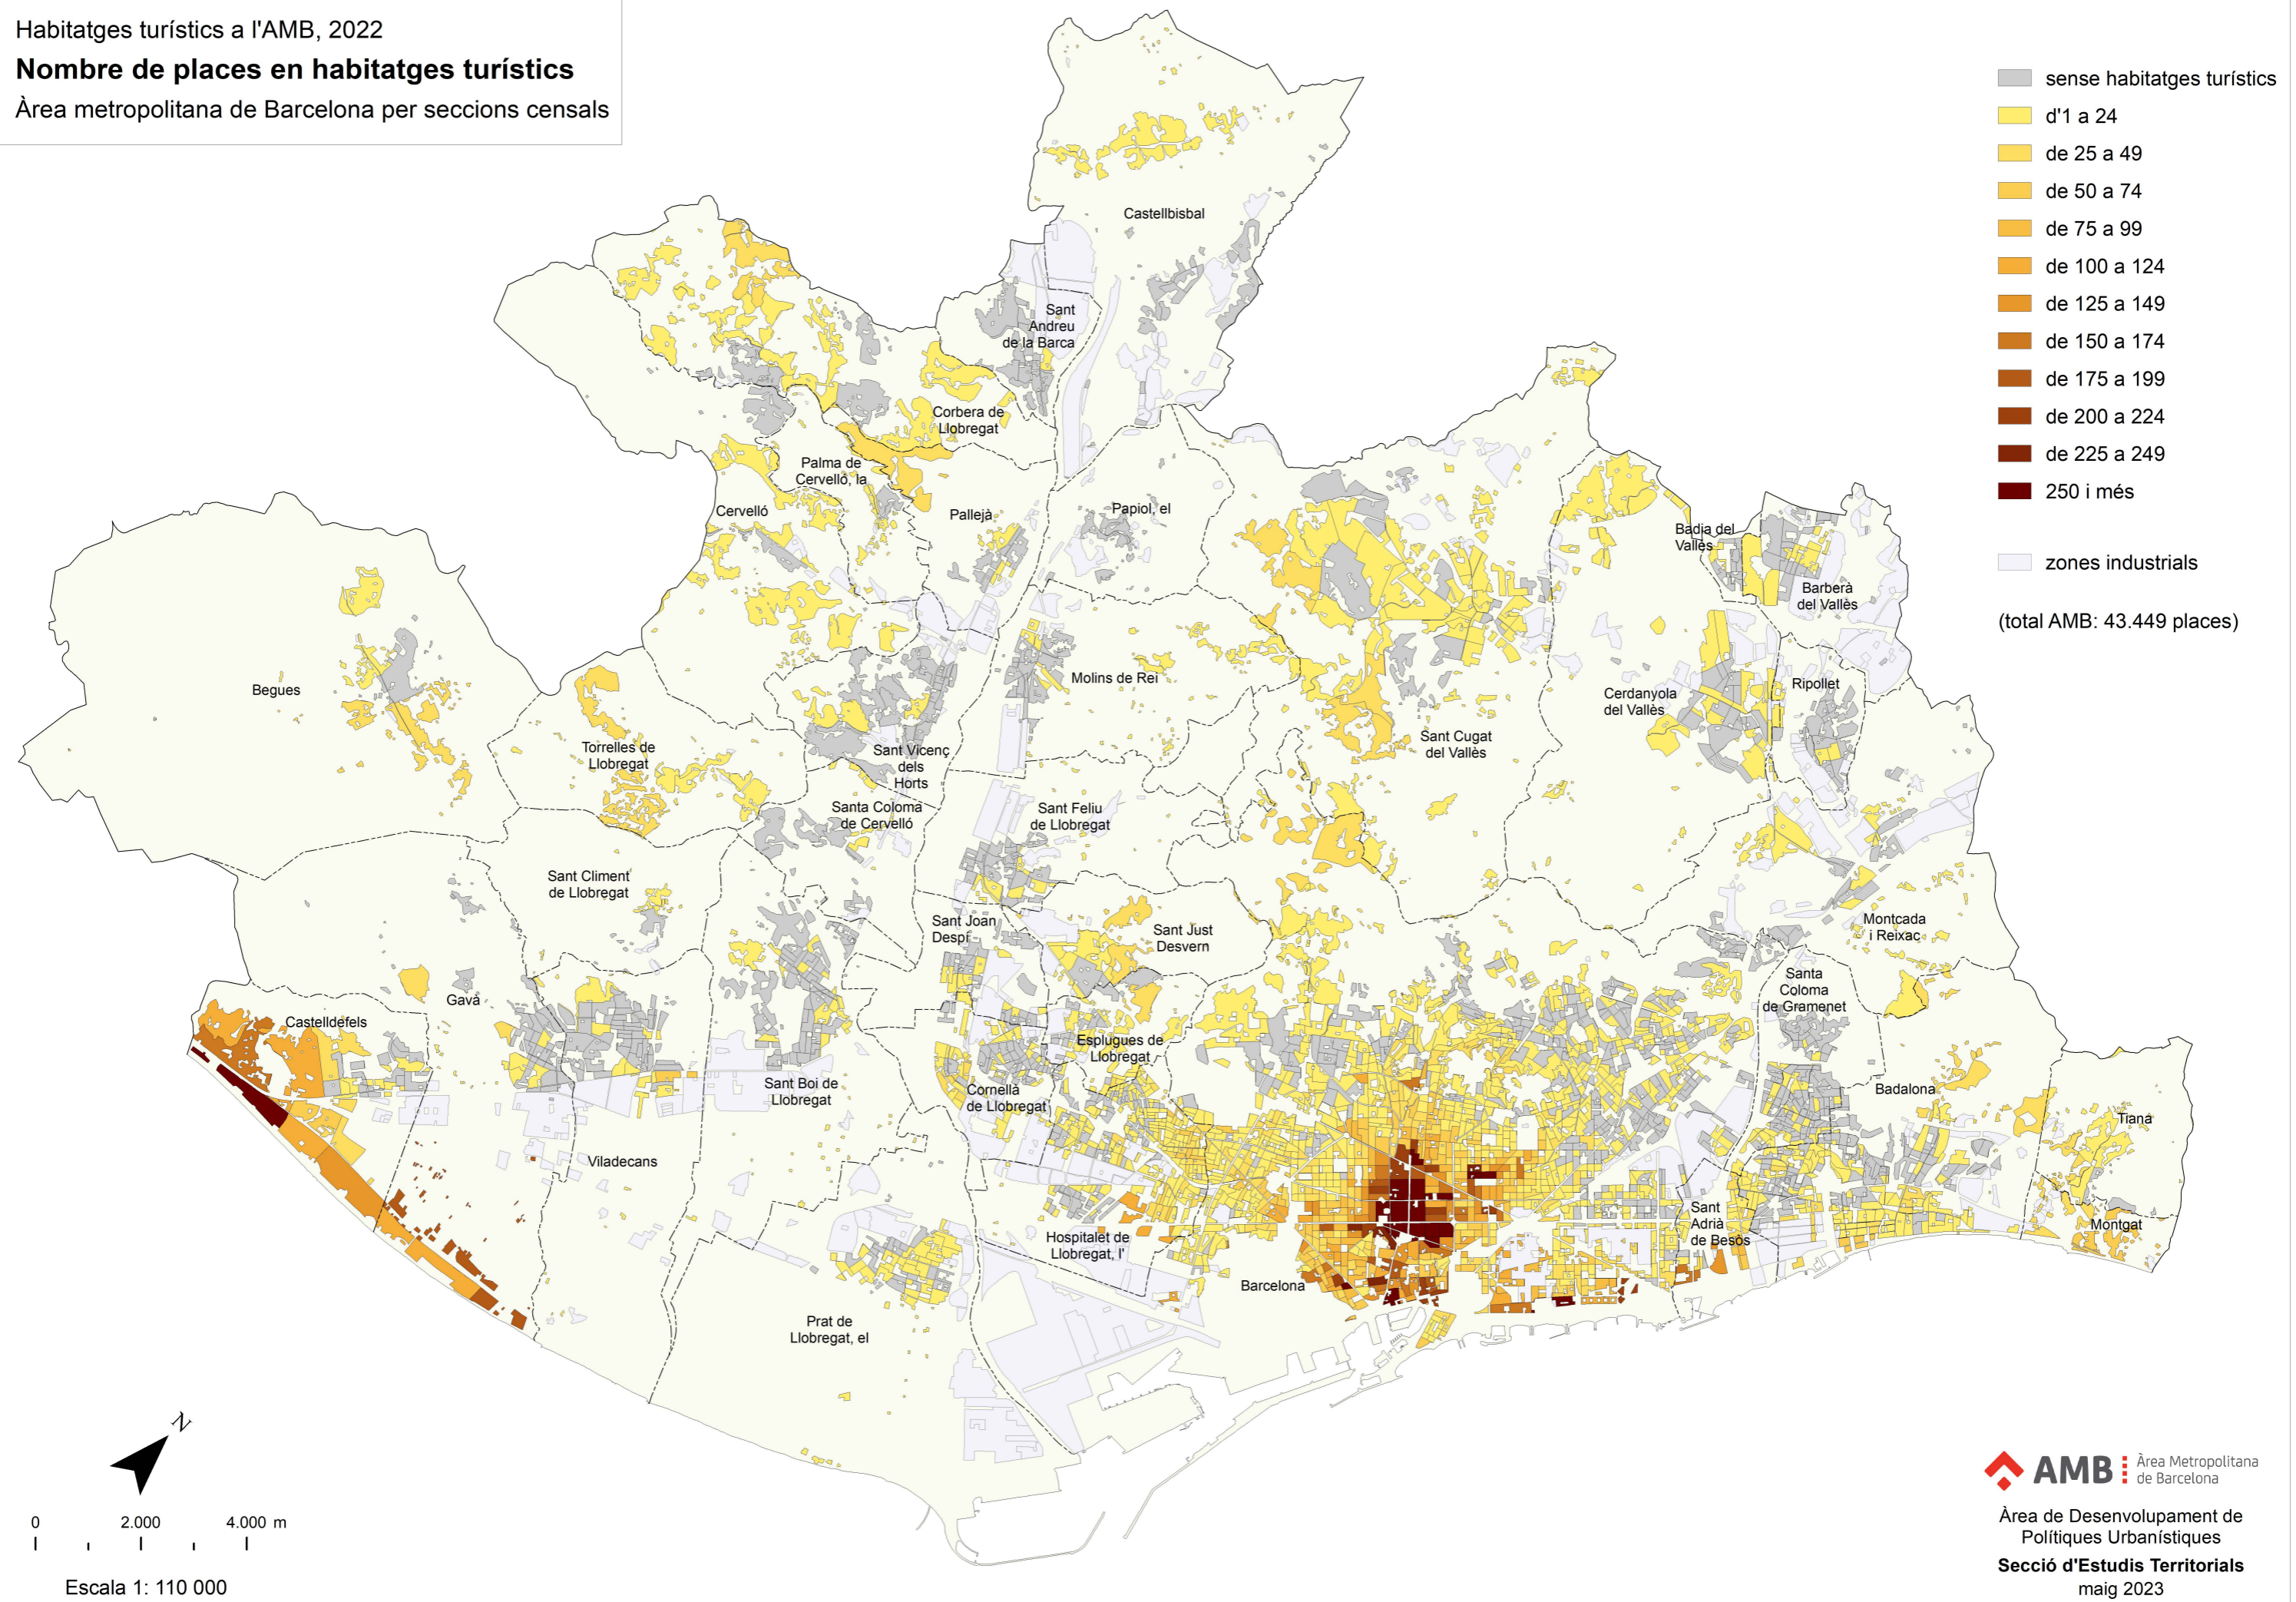 Habitatges turístics a l'AMB, 2022
Nombre de places en habitatges turístics
Àrea metropolitana de Barcelona per seccions censals
sense habitatges turístics
d'1 a 24
de 25 a 49
de 50 a 74
de 75 a 99
de 100 a 124
de 125 a 149
de 150 a 174
de 175 a 199
de 200 a 224
de 225 a 249
250 i més
zones industrials
(total AMB: 43.449 places)
Castellbisbal
Sant
Andreu
de la Barca
Corbera de
Llobregat
Palma de
Cervelló, la
Cervelló
Pallejà
Papiol, el
Badia del
Vallès
Barberà
del Vallès
Begues
Molins de Rei
Ripollet
Cerdanyola
del Vallès
Torrelles de
Llobregat
Sant Vicenç
dels
Horts
Sant Cugat
del Vallès
Santa Coloma
de Cervelló
Sant Feliu
de Llobregat
Sant Climent
de Llobregat
Sant Joan
Despí
Sant Just
Desvern
Montcada
i Reixac
Santa
Coloma
de Gramenet
Gavà
Castelldefels
Esplugues de
Llobregat
Sant Boi de
Llobregat
Cornellà
de Llobregat
Badalona
Tiana
Viladecans
Sant
Adrià
de Besòs
Montgat
Hospitalet de
Llobregat, l'
Barcelona
Prat de
Llobregat, el
N
0 2.000 4.000 m
Escala 1: 110 000
AMB
Àrea Metropolitana
de Barcelona
Àrea de Desenvolupament de
Polítiques Urbanístiques
Secció d'Estudis Territorials
maig 2023